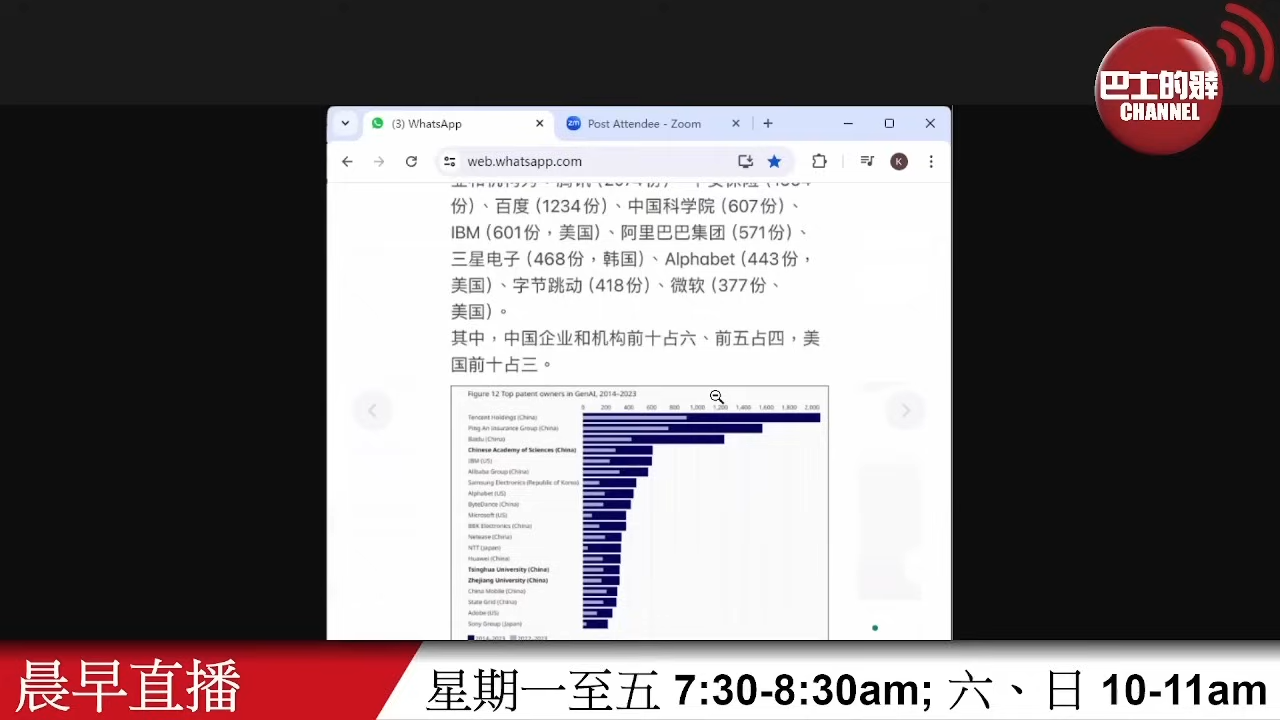 巴士的報
CHANNEL
(3) WhatsApp
zm
Post Attendee - Zoom
web.whatsapp.com
K
份）、百度（1234份）、中国科学院（607份）、
IBM（601份，美国）、阿里巴巴集团（571份）、
三星电子（468份，韩国）、Alphabet（443份，
美国）、字节跳动（418份）、微软（377份、
美国）。
其中，中国企业和机构前十占六、前五占四，美
国前十占三。
Figure 12 Top patent owners in GenAI, 2014–2023
0 200 400 600 800 1,000 1,200 1,400 1,600 1,800 2,000
Tencent Holdings (China)
Ping An Insurance Group (China)
Baidu (China)
Chinese Academy of Sciences (China)
IBM (US)
Alibaba Group (China)
Samsung Electronics (Republic of Korea)
Alphabet (US)
ByteDance (China)
Microsoft (US)
BBK Electronics (China)
Netease (China)
NTT (Japan)
Huawei (China)
Tsinghua University (China)
Zhejiang University (China)
China Mobile (China)
State Grid (China)
Adobe (US)
Sony Group (Japan)
2014–2023 2022–2023
晨早直播
星期一至五 7:30-8:30am; 六、日 10-11am